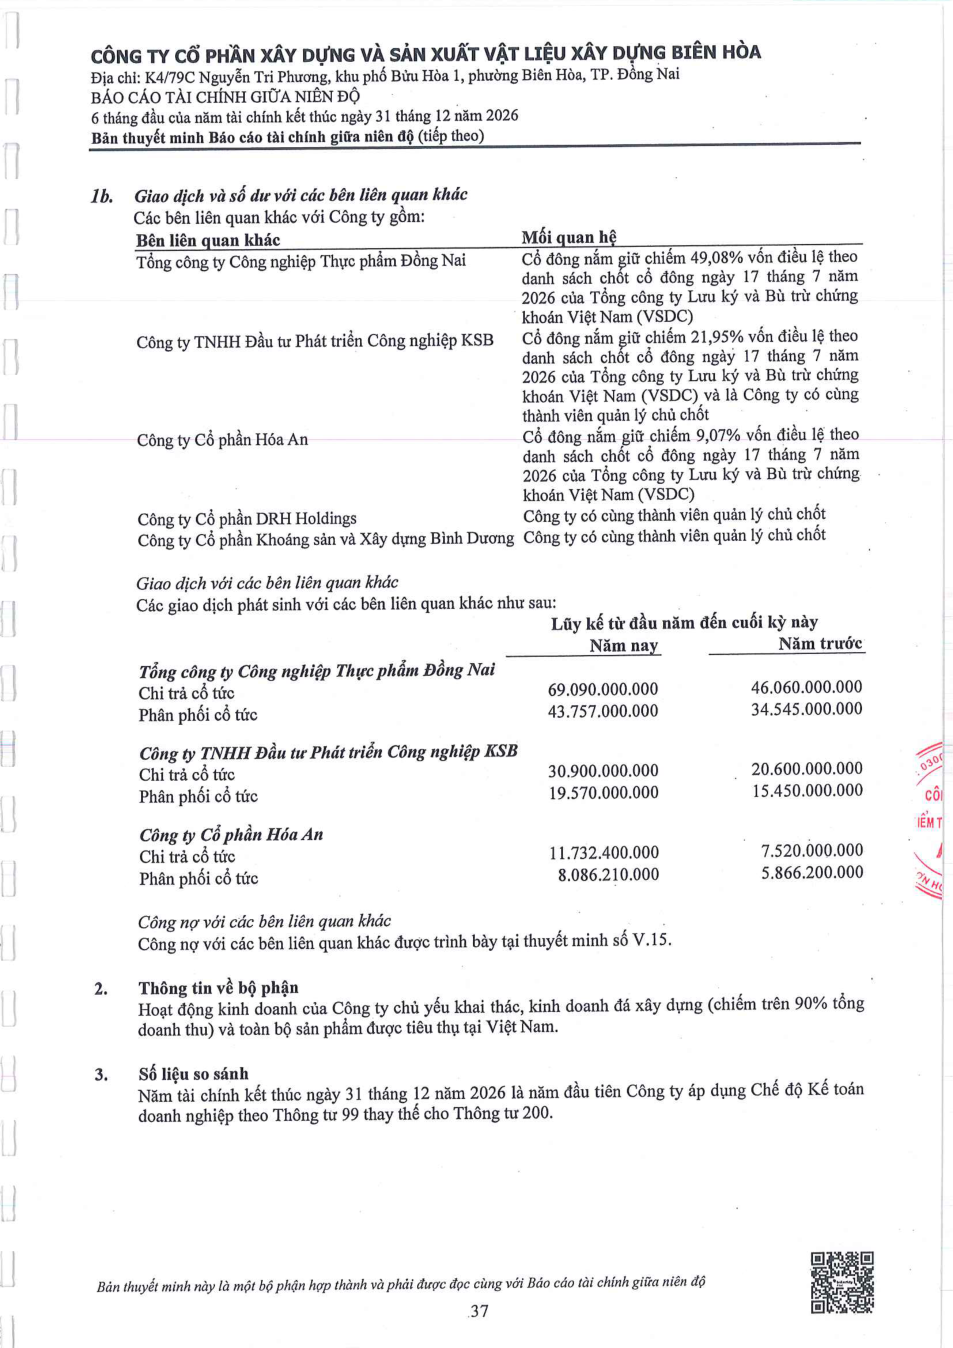 CÔNG TY CỔ PHẦN XÂY DỰNG VÀ SẢN XUẤT VẬT LIỆU XÂY DỰNG BIÊN HÒA
Địa chỉ: K4/79C Nguyễn Tri Phương, khu phố Bửu Hòa 1, phường Biên Hòa, TP. Đồng Nai
BÁO CÁO TÀI CHÍNH GIỮA NIÊN ĐỘ
6 tháng đầu của năm tài chính kết thúc ngày 31 tháng 12 năm 2026
Bản thuyết minh Báo cáo tài chính giữa niên độ (tiếp theo)
1b. Giao dịch và số dư với các bên liên quan khác
Các bên liên quan khác với Công ty gồm:
Bên liên quan khác Mối quan hệ
Tổng công ty Công nghiệp Thực phẩm Đồng Nai Cổ đông nắm giữ chiếm 49,08% vốn điều lệ theo
danh sách chốt cổ đông ngày 17 tháng 7 năm
2026 của Tổng công ty Lưu ký và Bù trừ chứng
khoán Việt Nam (VSDC)
Công ty TNHH Đầu tư Phát triển Công nghiệp KSB Cổ đông nắm giữ chiếm 21,95% vốn điều lệ theo
danh sách chốt cổ đông ngày 17 tháng 7 năm
2026 của Tổng công ty Lưu ký và Bù trừ chứng
khoán Việt Nam (VSDC) và là Công ty có cùng
thành viên quản lý chủ chốt
Công ty Cổ phần Hóa An Cổ đông nắm giữ chiếm 9,07% vốn điều lệ theo
danh sách chốt cổ đông ngày 17 tháng 7 năm
2026 của Tổng công ty Lưu ký và Bù trừ chứng
khoán Việt Nam (VSDC)
Công ty Cổ phần DRH Holdings Công ty có cùng thành viên quản lý chủ chốt
Công ty Cổ phần Khoáng sản và Xây dựng Bình Dương Công ty có cùng thành viên quản lý chủ chốt
Giao dịch với các bên liên quan khác
Các giao dịch phát sinh với các bên liên quan khác như sau:
Lũy kế từ đầu năm đến cuối kỳ này
Năm nay Năm trước
Tổng công ty Công nghiệp Thực phẩm Đồng Nai
Chi trả cổ tức 69.090.000.000 46.060.000.000
Phân phối cổ tức 43.757.000.000 34.545.000.000
Công ty TNHH Đầu tư Phát triển Công nghiệp KSB
Chi trả cổ tức 30.900.000.000 20.600.000.000
Phân phối cổ tức 19.570.000.000 15.450.000.000
Công ty Cổ phần Hóa An
Chi trả cổ tức 11.732.400.000 7.520.000.000
Phân phối cổ tức 8.086.210.000 5.866.200.000
Công nợ với các bên liên quan khác
Công nợ với các bên liên quan khác được trình bày tại thuyết minh số V.15.
2. Thông tin về bộ phận
Hoạt động kinh doanh của Công ty chủ yếu khai thác, kinh doanh đá xây dựng (chiếm trên 90% tổng
doanh thu) và toàn bộ sản phẩm được tiêu thụ tại Việt Nam.
3. Số liệu so sánh
Năm tài chính kết thúc ngày 31 tháng 12 năm 2026 là năm đầu tiên Công ty áp dụng Chế độ Kế toán
doanh nghiệp theo Thông tư 99 thay thế cho Thông tư 200.
Bản thuyết minh này là một bộ phận hợp thành và phải được đọc cùng với Báo cáo tài chính giữa niên độ
37